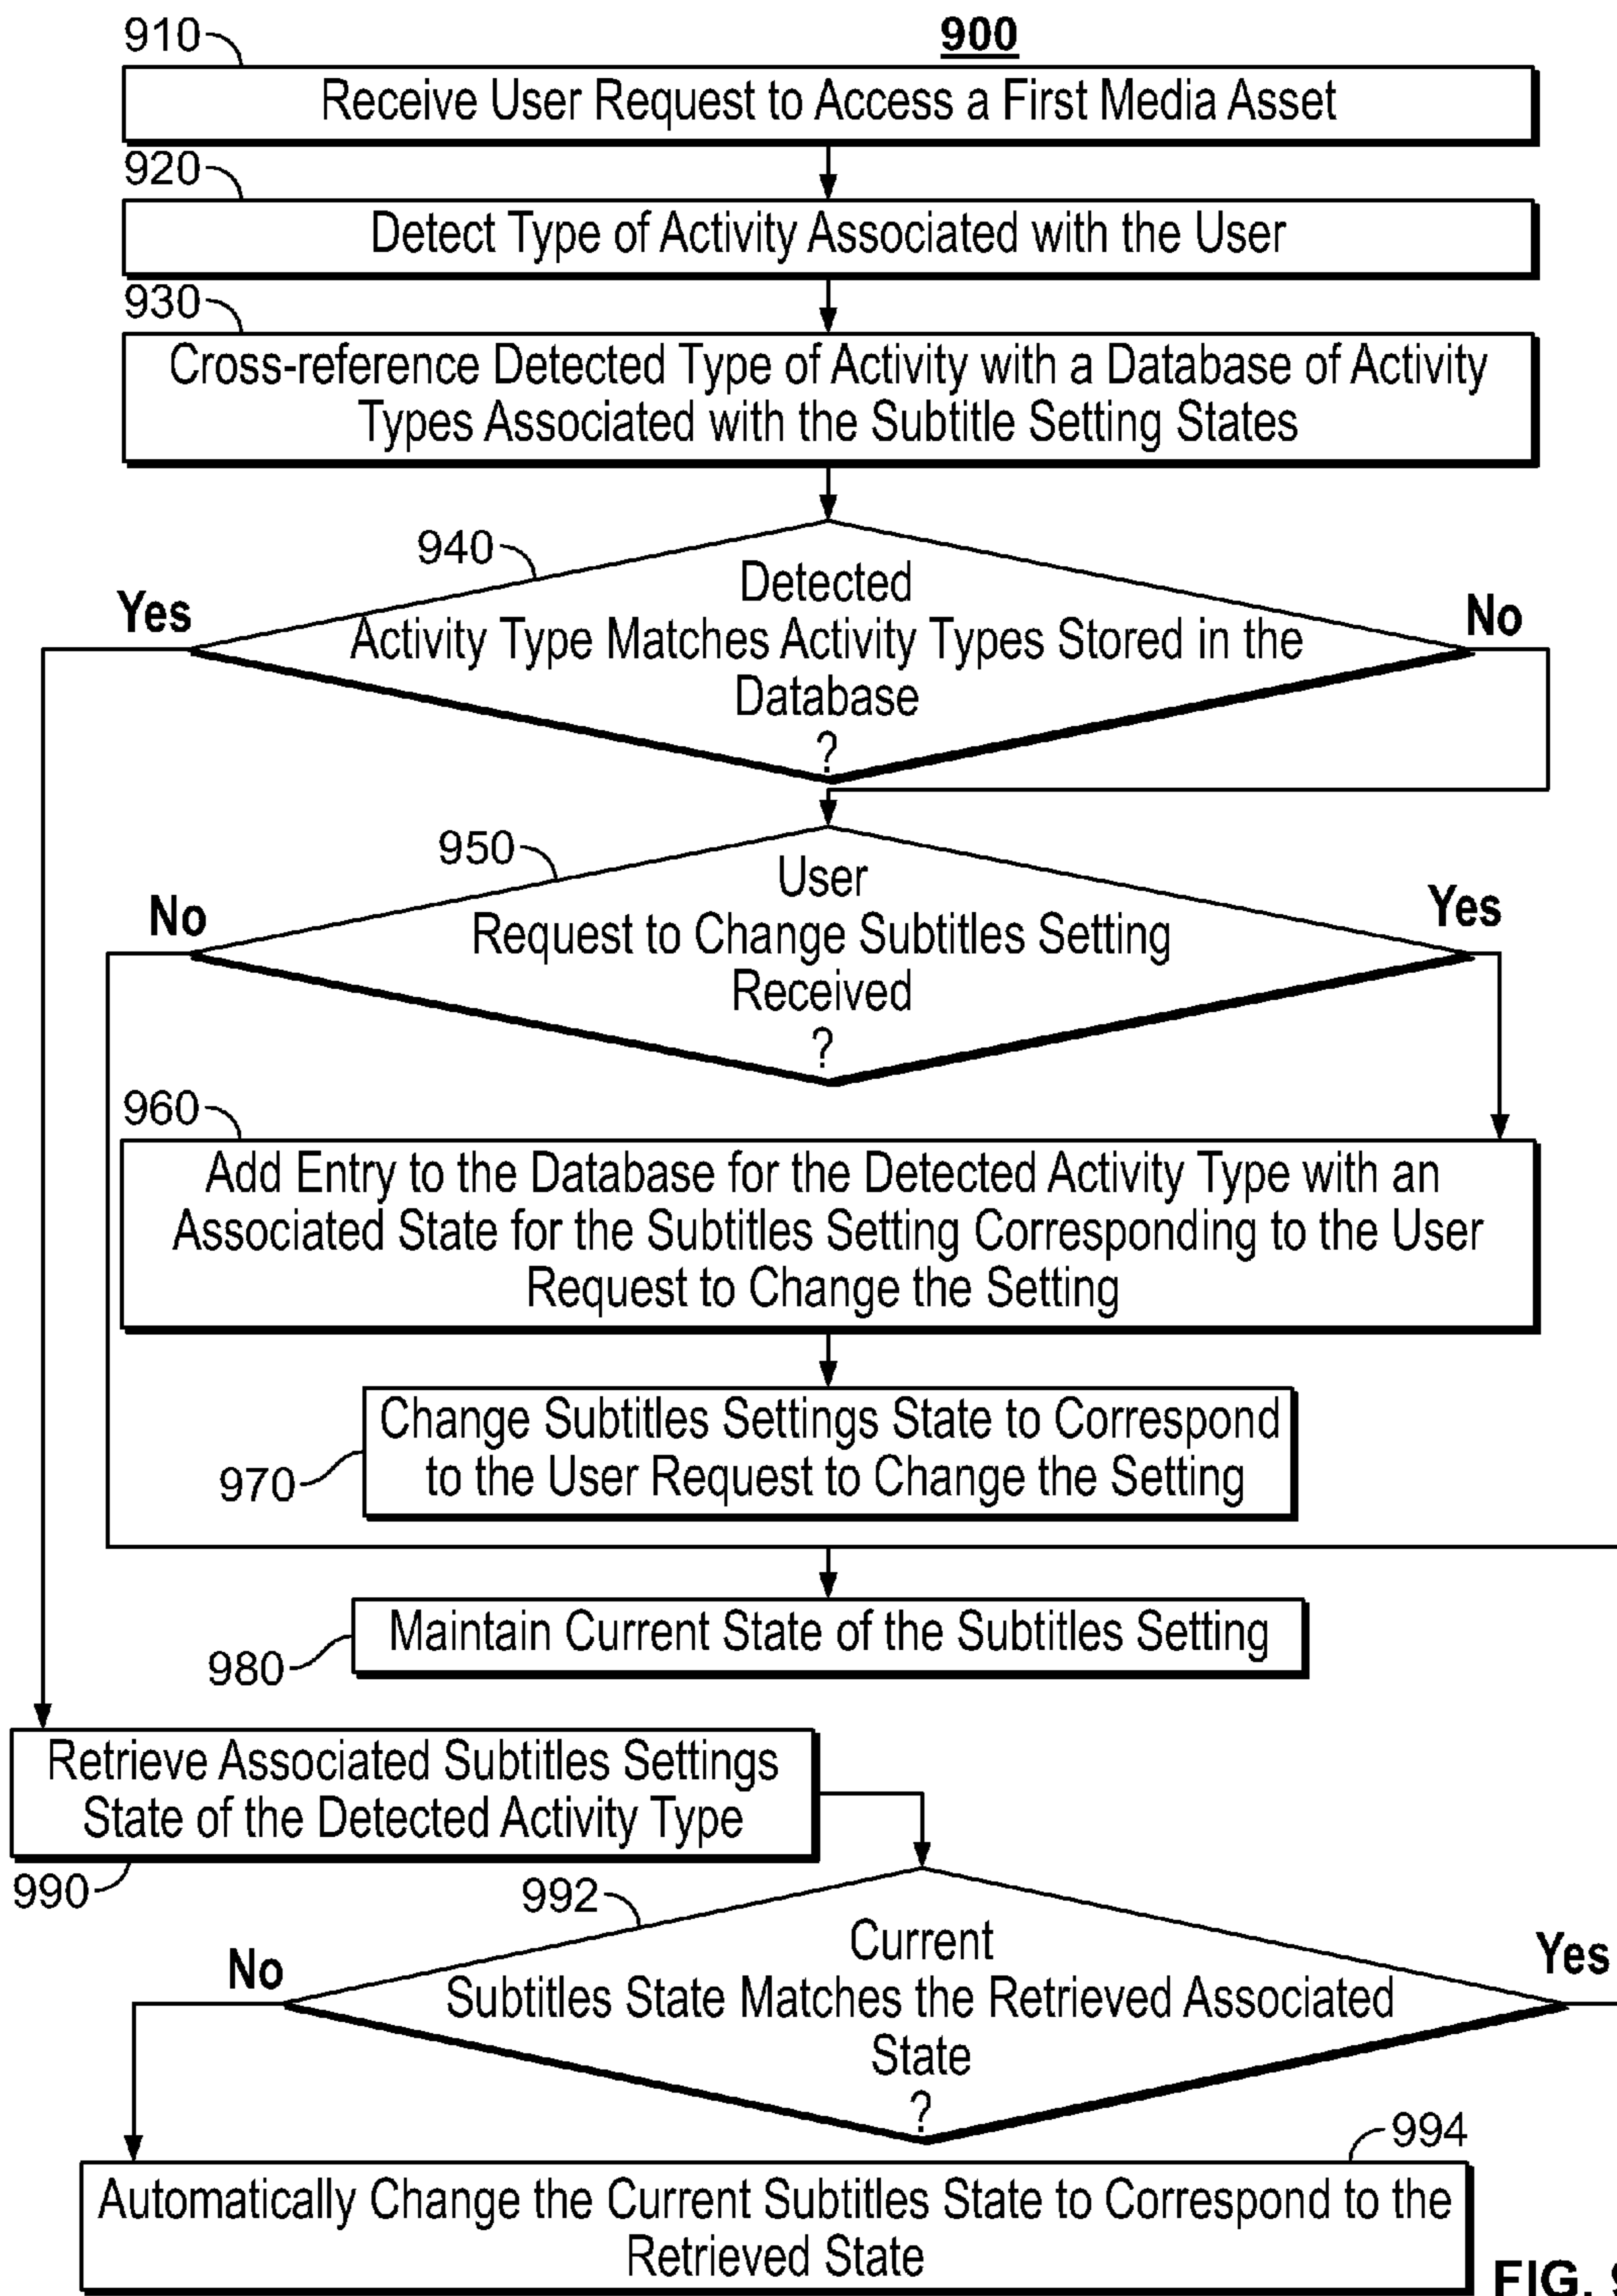 910
900
Receive User Request to Access a First Media Asset
920
Detect Type of Activity Associated with the User
930
Cross-reference Detected Type of Activity with a Database of Activity
Types Associated with the Subtitle Setting States
940
Yes
No
Detected
Activity Type Matches Activity Types Stored in the
Database
?
950
No
Yes
User
Request to Change Subtitles Setting
Received
?
960
Add Entry to the Database for the Detected Activity Type with an
Associated State for the Subtitles Setting Corresponding to the User
Request to Change the Setting
970
Change Subtitles Settings State to Correspond
to the User Request to Change the Setting
980
Maintain Current State of the Subtitles Setting
Retrieve Associated Subtitles Settings
State of the Detected Activity Type
990
992
No
Yes
Current
Subtitles State Matches the Retrieved Associated
State
?
994
Automatically Change the Current Subtitles State to Correspond to the
Retrieved State
FIG. 9